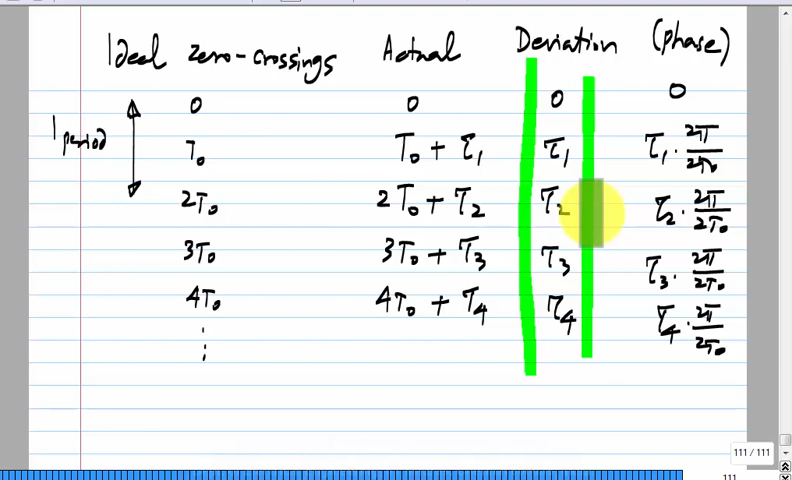 Ideal zero-crossings Actual Deviation (phase)
0 0 0 0
1 period T₀ T₀ + τ₁ τ₁ τ₁ · 2π/2T₀
2T₀ 2T₀ + τ₂ τ₂ τ₂ · 2π/2T₀
3T₀ 3T₀ + τ₃ τ₃ τ₃ · 2π/2T₀
4T₀ 4T₀ + τ₄ τ₄ τ₄ · 2π/2T₀
⋮
111 / 111
111